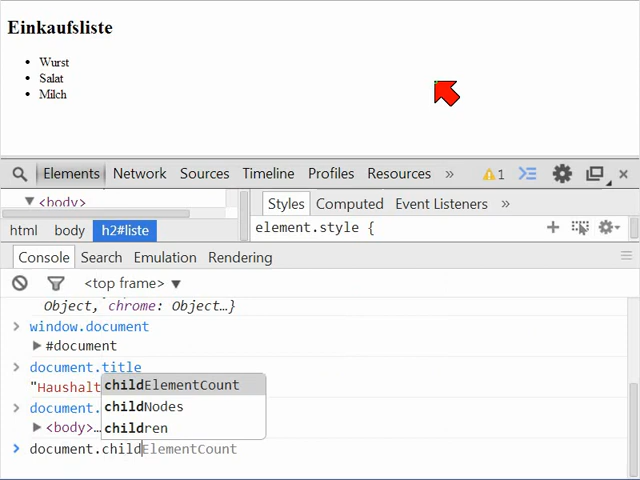 Einkaufsliste
Wurst
Salat
Milch
Elements Network Sources Timeline Profiles Resources » 1
<body>
Styles Computed Event Listeners »
html body h2#liste
element.style {
Console Search Emulation Rendering
<top frame>
Object, chrome: Object…}
window.document
#document
document.title
"Haushalt
childElementCount
childNodes
document.
<body>…
children
document.childElementCount